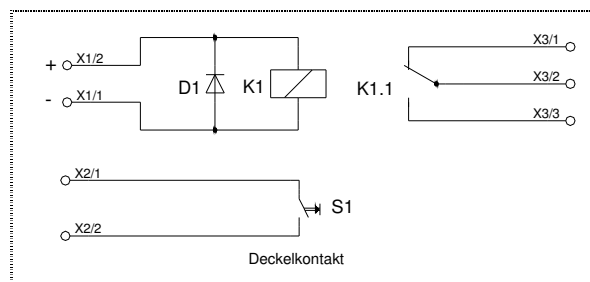 X3/1
+ X1/2
D1 K1 K1.1 X3/2
- X1/1
X3/3
X2/1
S1
X2/2
Deckelkontakt